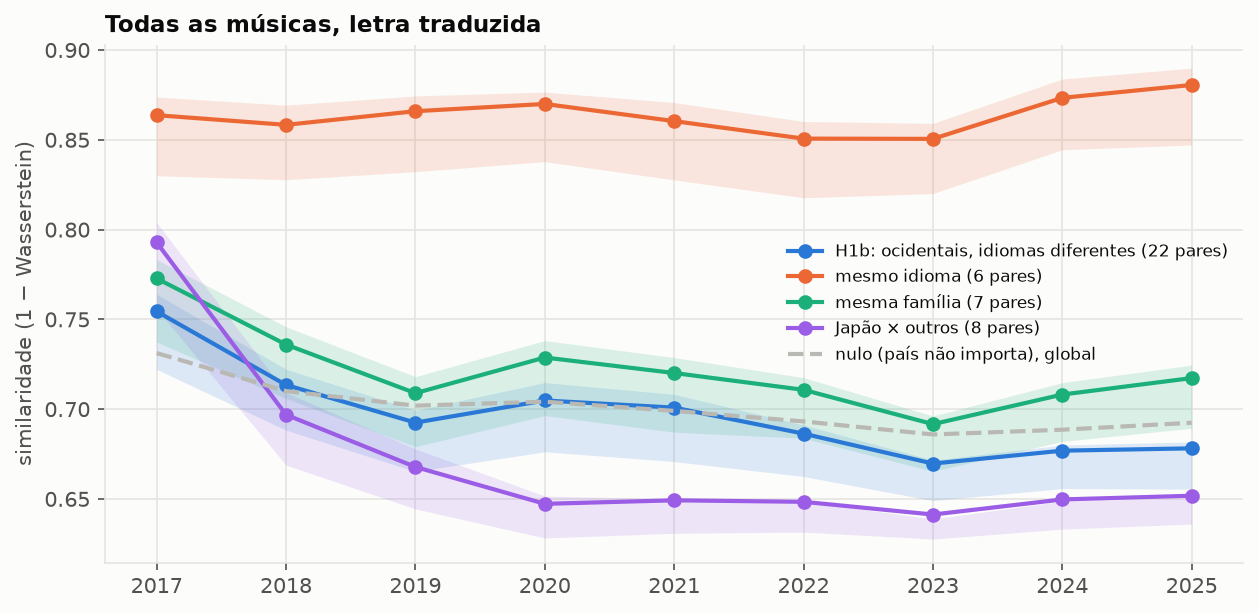 Todas as músicas, letra traduzida
similaridade (1 − Wasserstein)
0.90
0.85
0.80
0.75
0.70
0.65
H1b: ocidentais, idiomas diferentes (22 pares)
mesmo idioma (6 pares)
mesma família (7 pares)
Japão × outros (8 pares)
nulo (país não importa), global
2017 2018 2019 2020 2021 2022 2023 2024 2025